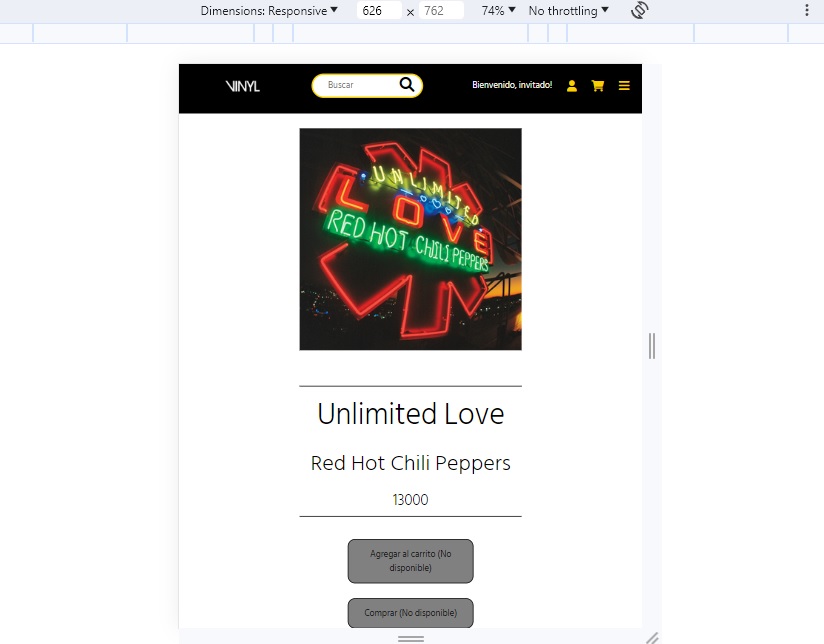 Dimensions: Responsive 626 × 762 74% No throttling
VINYL Buscar Bienvenido, invitado!
UNLIMITED
LOVE
RED HOT CHILI PEPPERS
Unlimited Love
Red Hot Chili Peppers
13000
Agregar al carrito (No
disponible)
Comprar (No disponible)